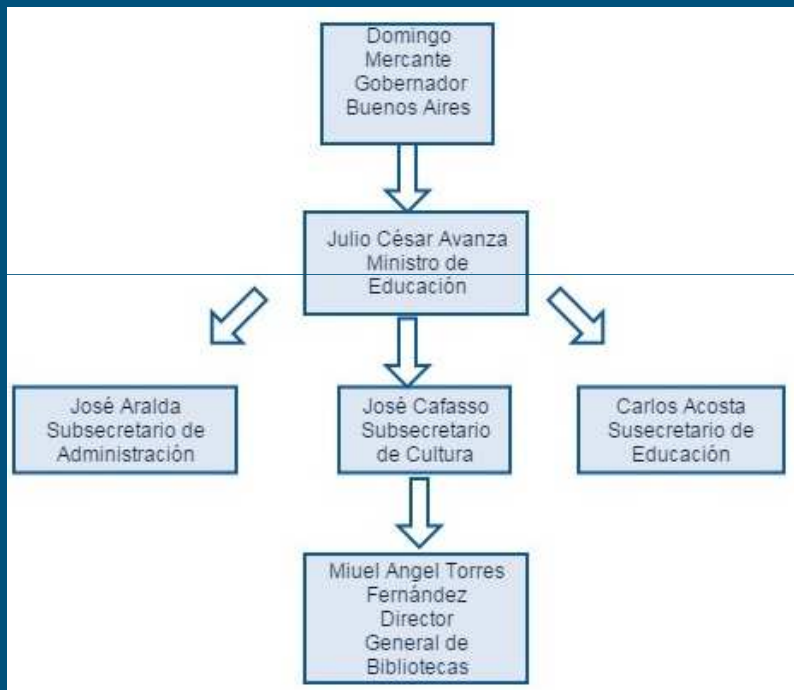 Domingo
Mercante
Gobernador
Buenos Aires
Julio César Avanza
Ministro de
Educación
José Aralda
Subsecretario de
Administración
José Cafasso
Subsecretario
de Cultura
Carlos Acosta
Susecretario de
Educación
Miuel Angel Torres
Fernández
Director
General de
Bibliotecas